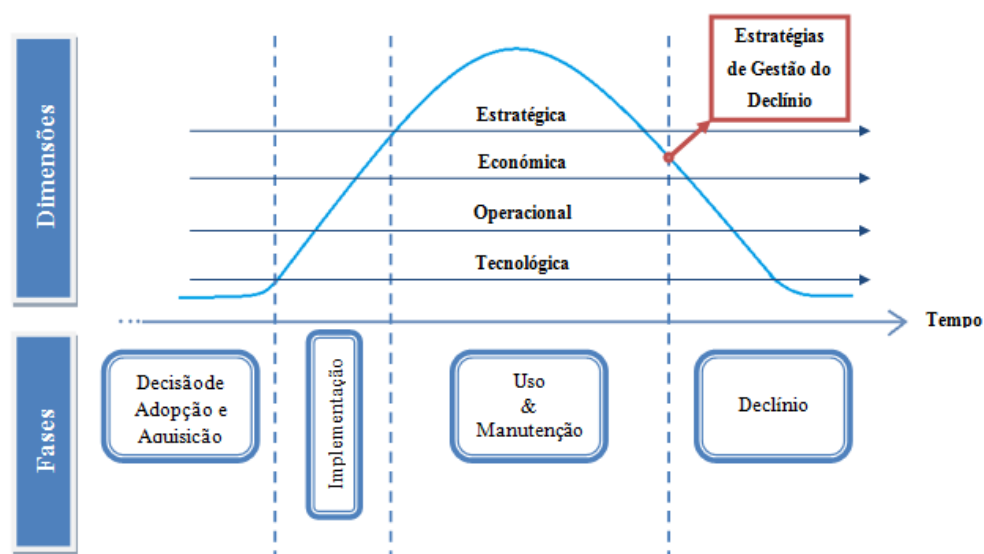 Dimensões
Estratégias
de Gestão do
Declínio
Estratégica
Económica
Operacional
Tecnológica
...
Tempo
Fases
Decisão de
Adopção e
Aquisição
Implementação
Uso
&
Manutenção
Declínio